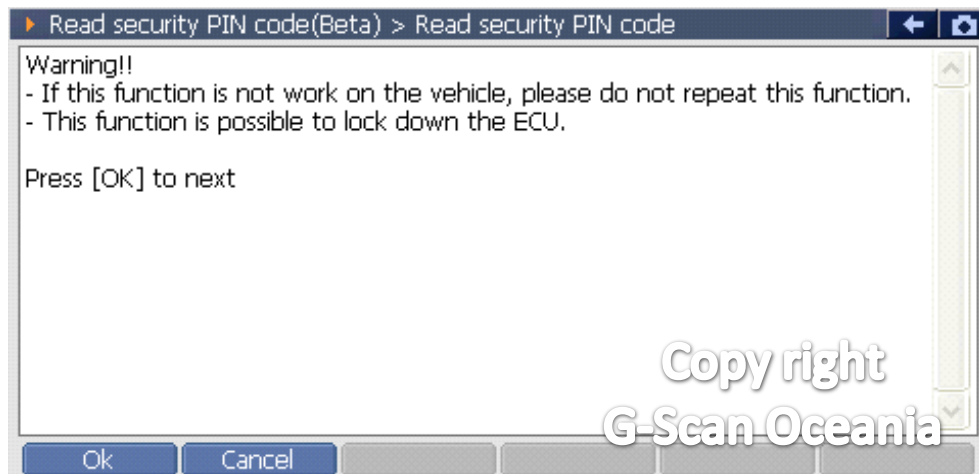 Read security PIN code(Beta) > Read security PIN code
Warning!!
- If this function is not work on the vehicle, please do not repeat this function.
- This function is possible to lock down the ECU.
Press [OK] to next
Copy right
G-Scan Oceania
Ok Cancel